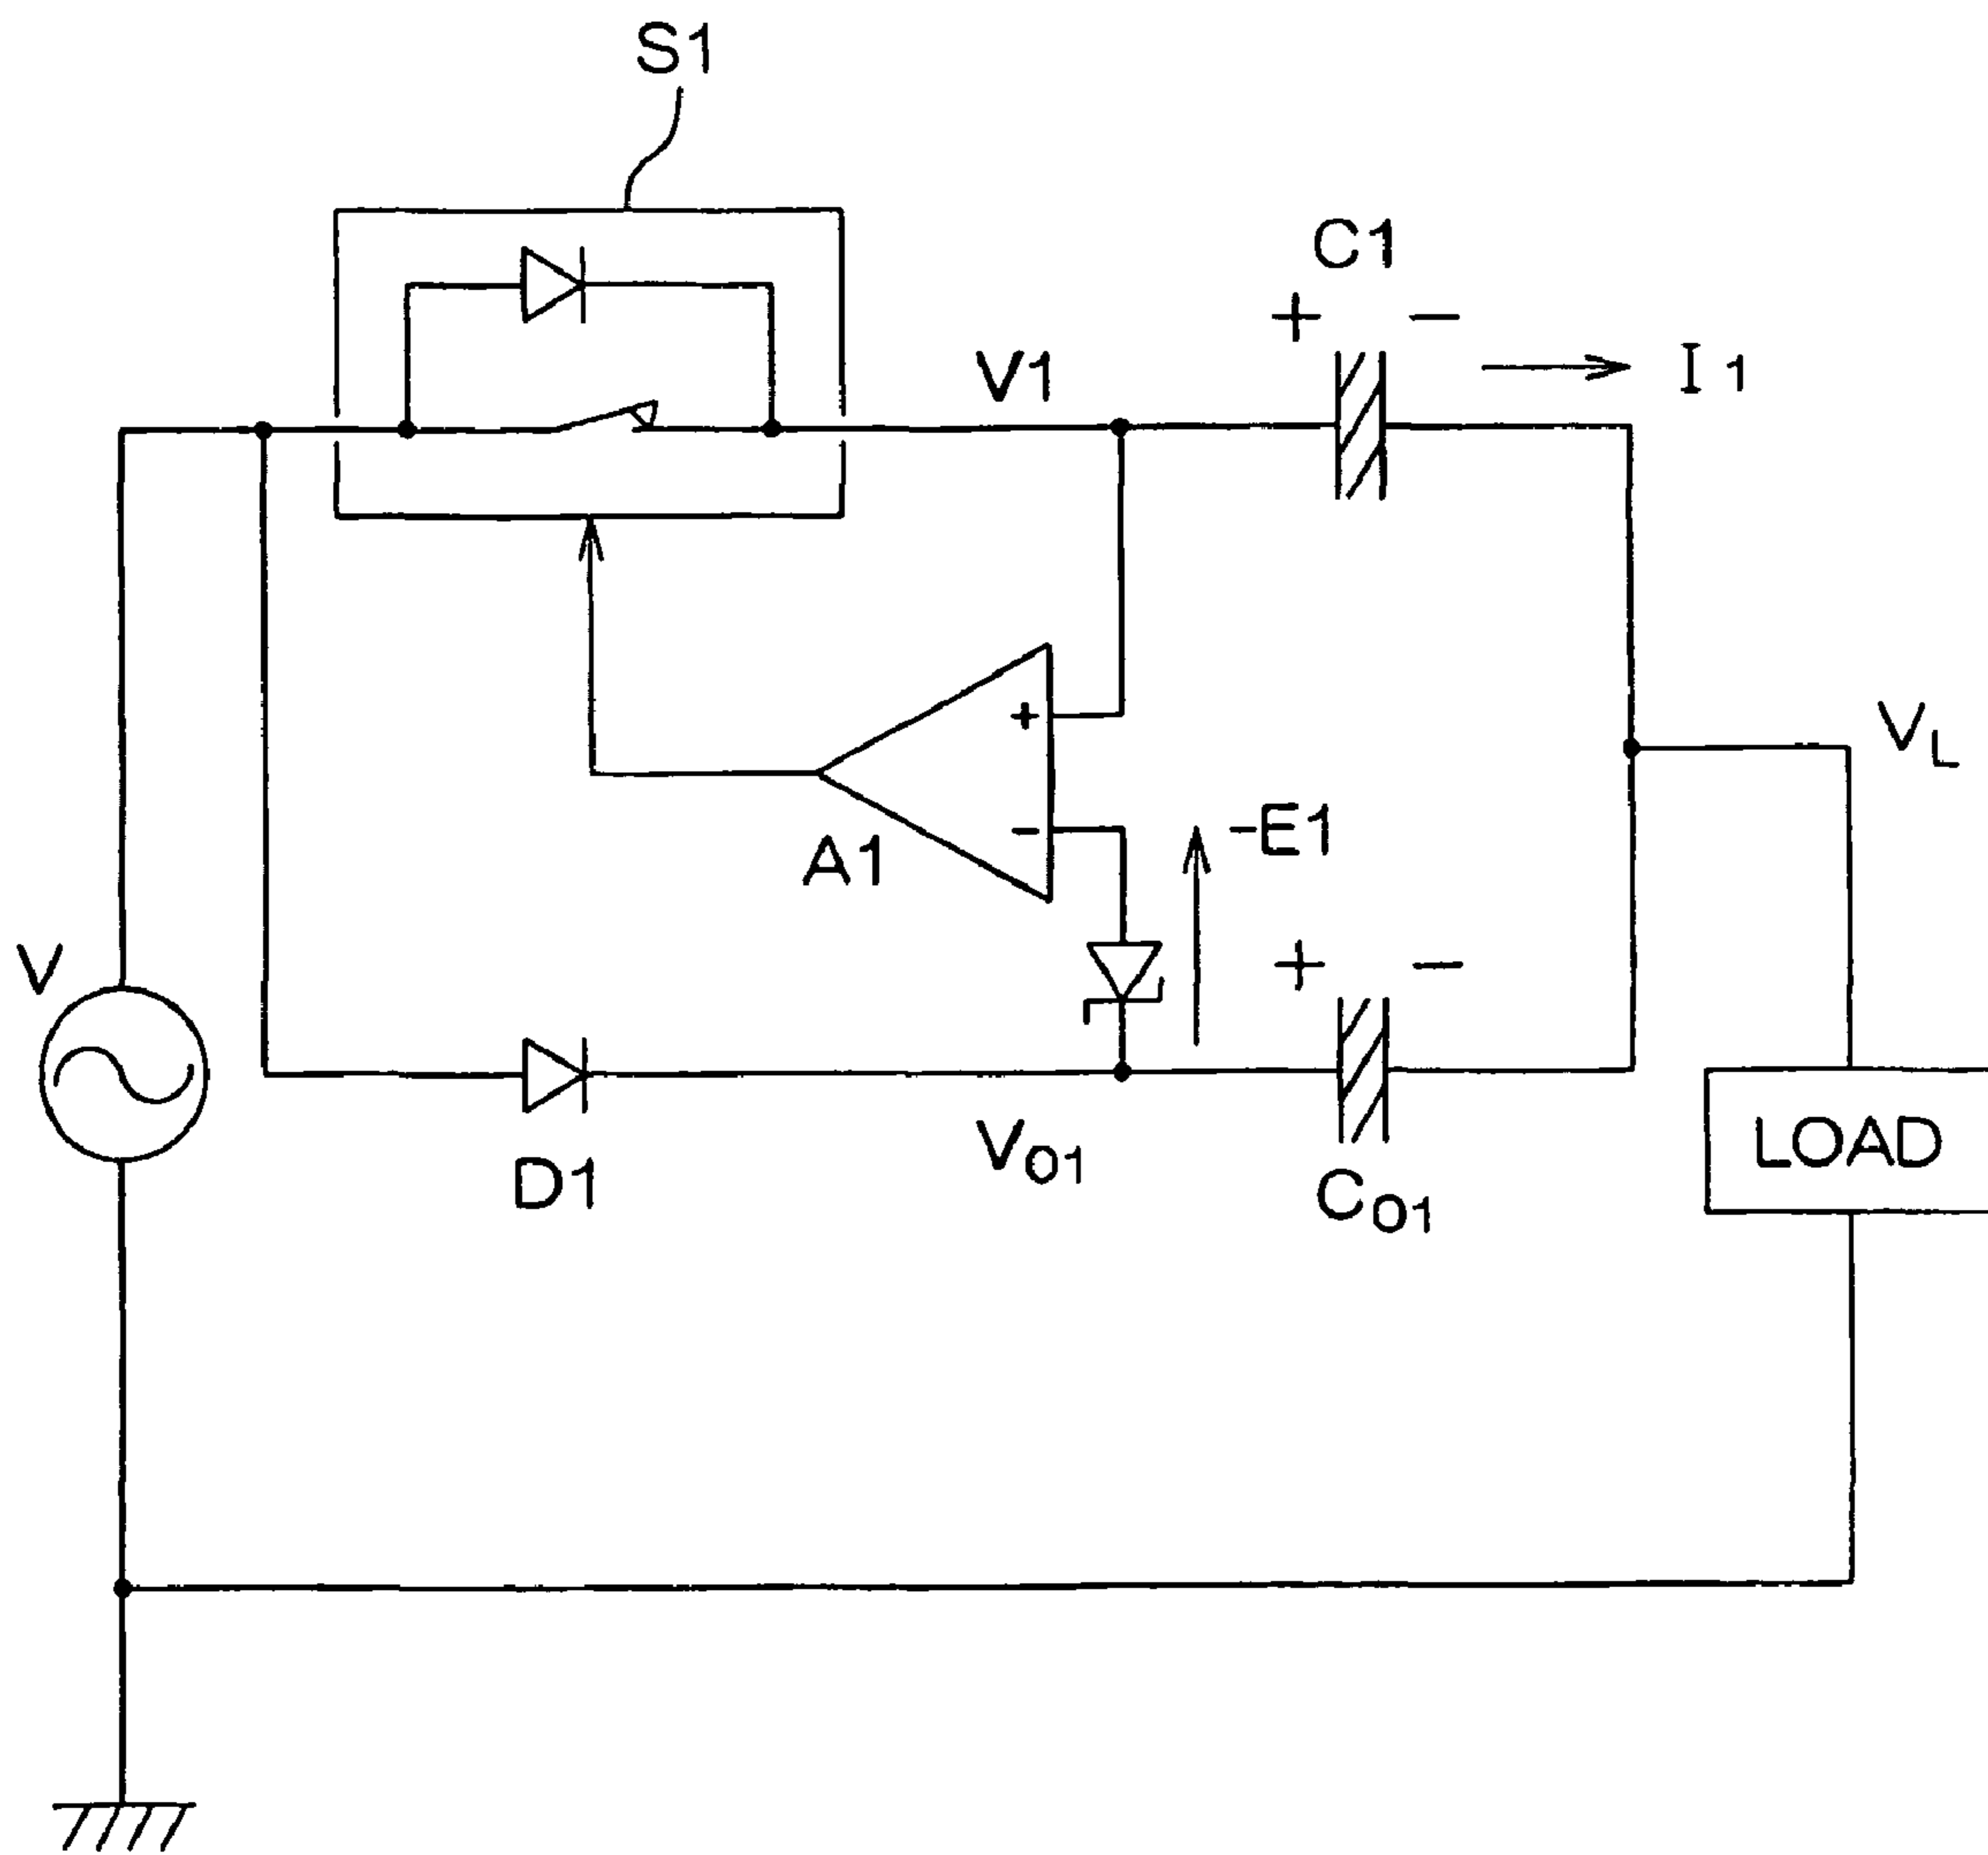 S1
C1
+ −
V1
I1
+
VL
−
-E1
A1
V
+ −
LOAD
VO1
D1
CO1